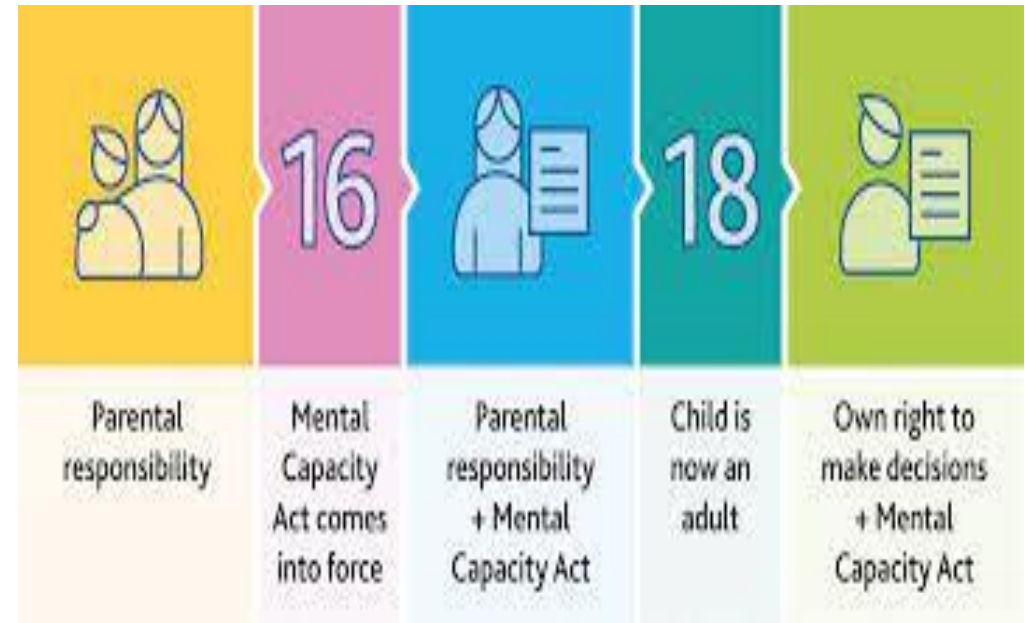 16
18
Parental
responsibility
Mental
Capacity
Act comes
into force
Parental
responsibility
+ Mental
Capacity Act
Child is
now an
adult
Own right to
make decisions
+ Mental
Capacity Act